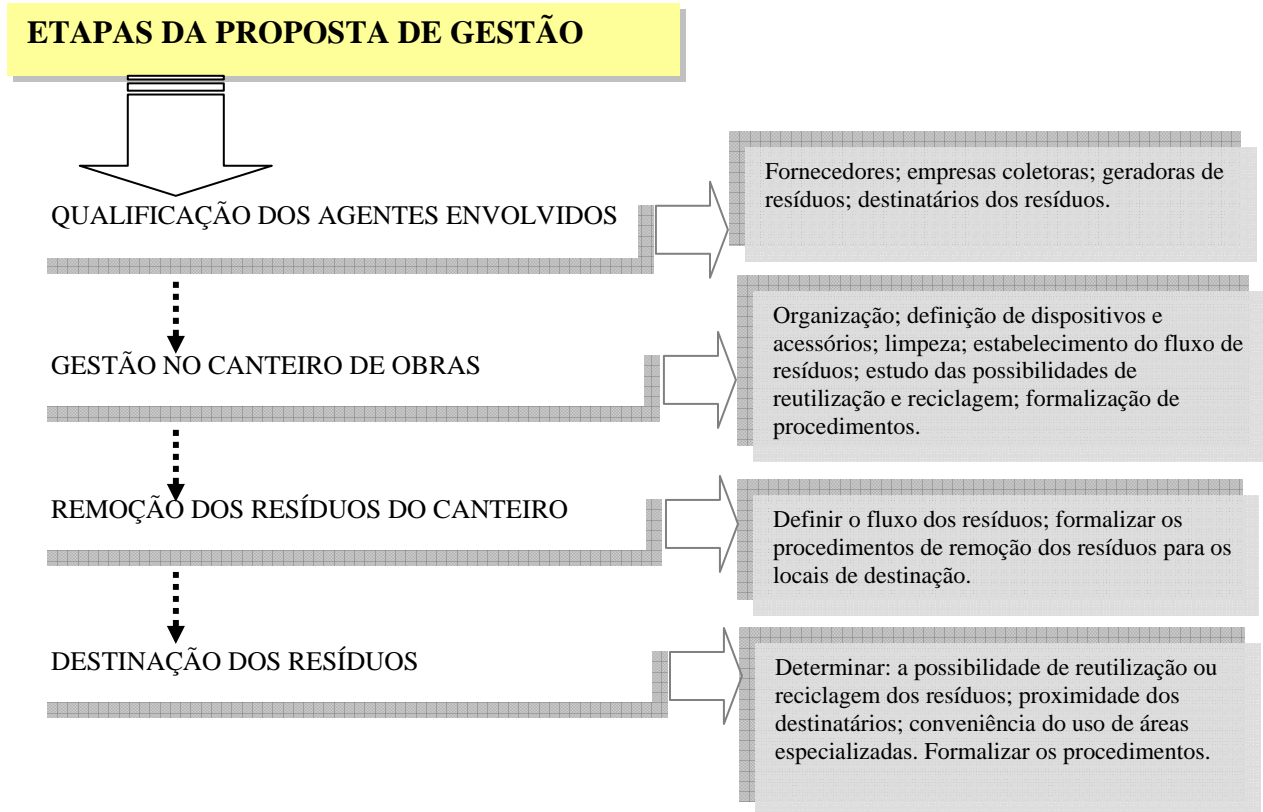 ETAPAS DA PROPOSTA DE GESTÃO
QUALIFICAÇÃO DOS AGENTES ENVOLVIDOS
Fornecedores; empresas coletoras; geradoras de
resíduos; destinatários dos resíduos.
GESTÃO NO CANTEIRO DE OBRAS
Organização; definição de dispositivos e
acessórios; limpeza; estabelecimento do fluxo de
resíduos; estudo das possibilidades de
reutilização e reciclagem; formalização de
procedimentos.
REMOÇÃO DOS RESÍDUOS DO CANTEIRO
Definir o fluxo dos resíduos; formalizar os
procedimentos de remoção dos resíduos para os
locais de destinação.
DESTINAÇÃO DOS RESÍDUOS
Determinar: a possibilidade de reutilização ou
reciclagem dos resíduos; proximidade dos
destinatários; conveniência do uso de áreas
especializadas. Formalizar os procedimentos.